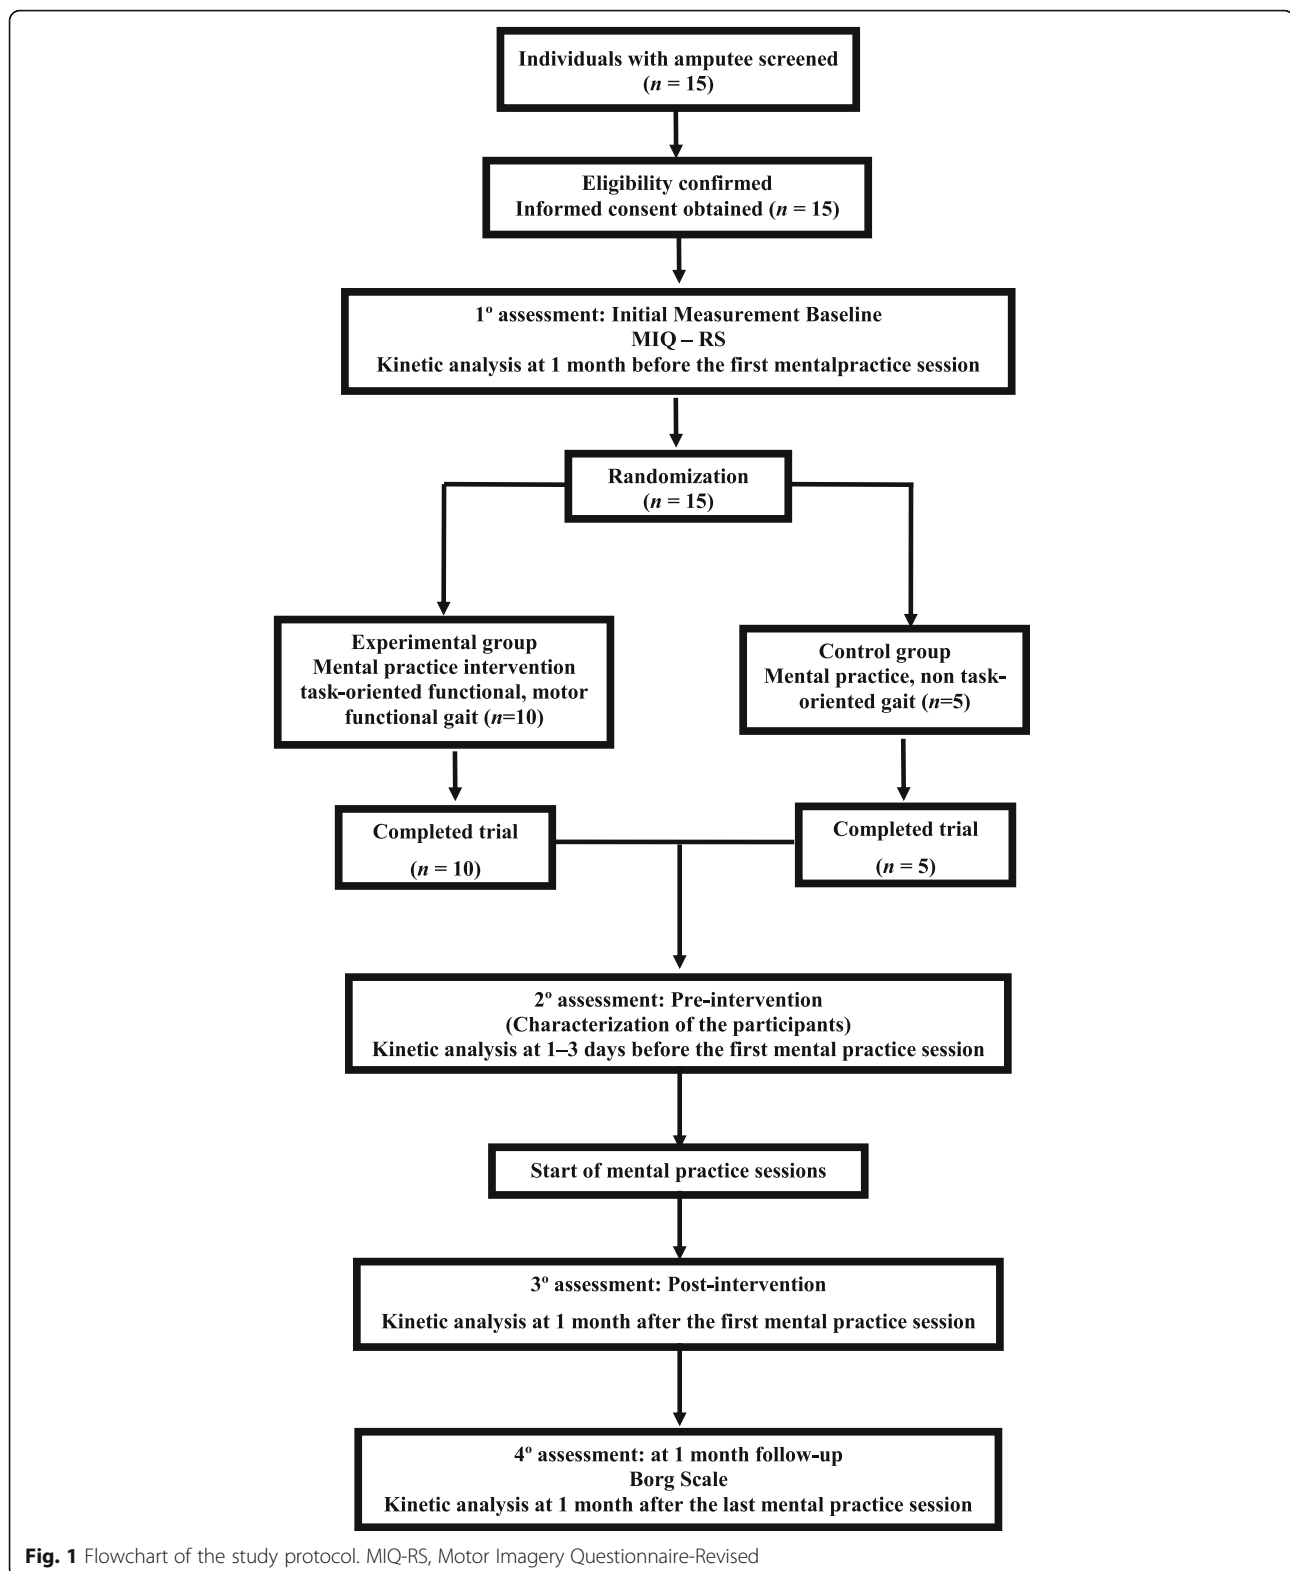 Individuals with amputee screened
(n = 15)
Eligibility confirmed
Informed consent obtained (n = 15)
1º assessment: Initial Measurement Baseline
MIQ – RS
Kinetic analysis at 1 month before the first mentalpractice session
Randomization
(n = 15)
Experimental group
Mental practice intervention
task-oriented functional, motor
functional gait (n=10)
Control group
Mental practice, non task-
oriented gait (n=5)
Completed trial
(n = 10)
Completed trial
(n = 5)
2º assessment: Pre-intervention
(Characterization of the participants)
Kinetic analysis at 1–3 days before the first mental practice session
Start of mental practice sessions
3º assessment: Post-intervention
Kinetic analysis at 1 month after the first mental practice session
4º assessment: at 1 month follow-up
Borg Scale
Kinetic analysis at 1 month after the last mental practice session
Fig. 1 Flowchart of the study protocol. MIQ-RS, Motor Imagery Questionnaire-Revised